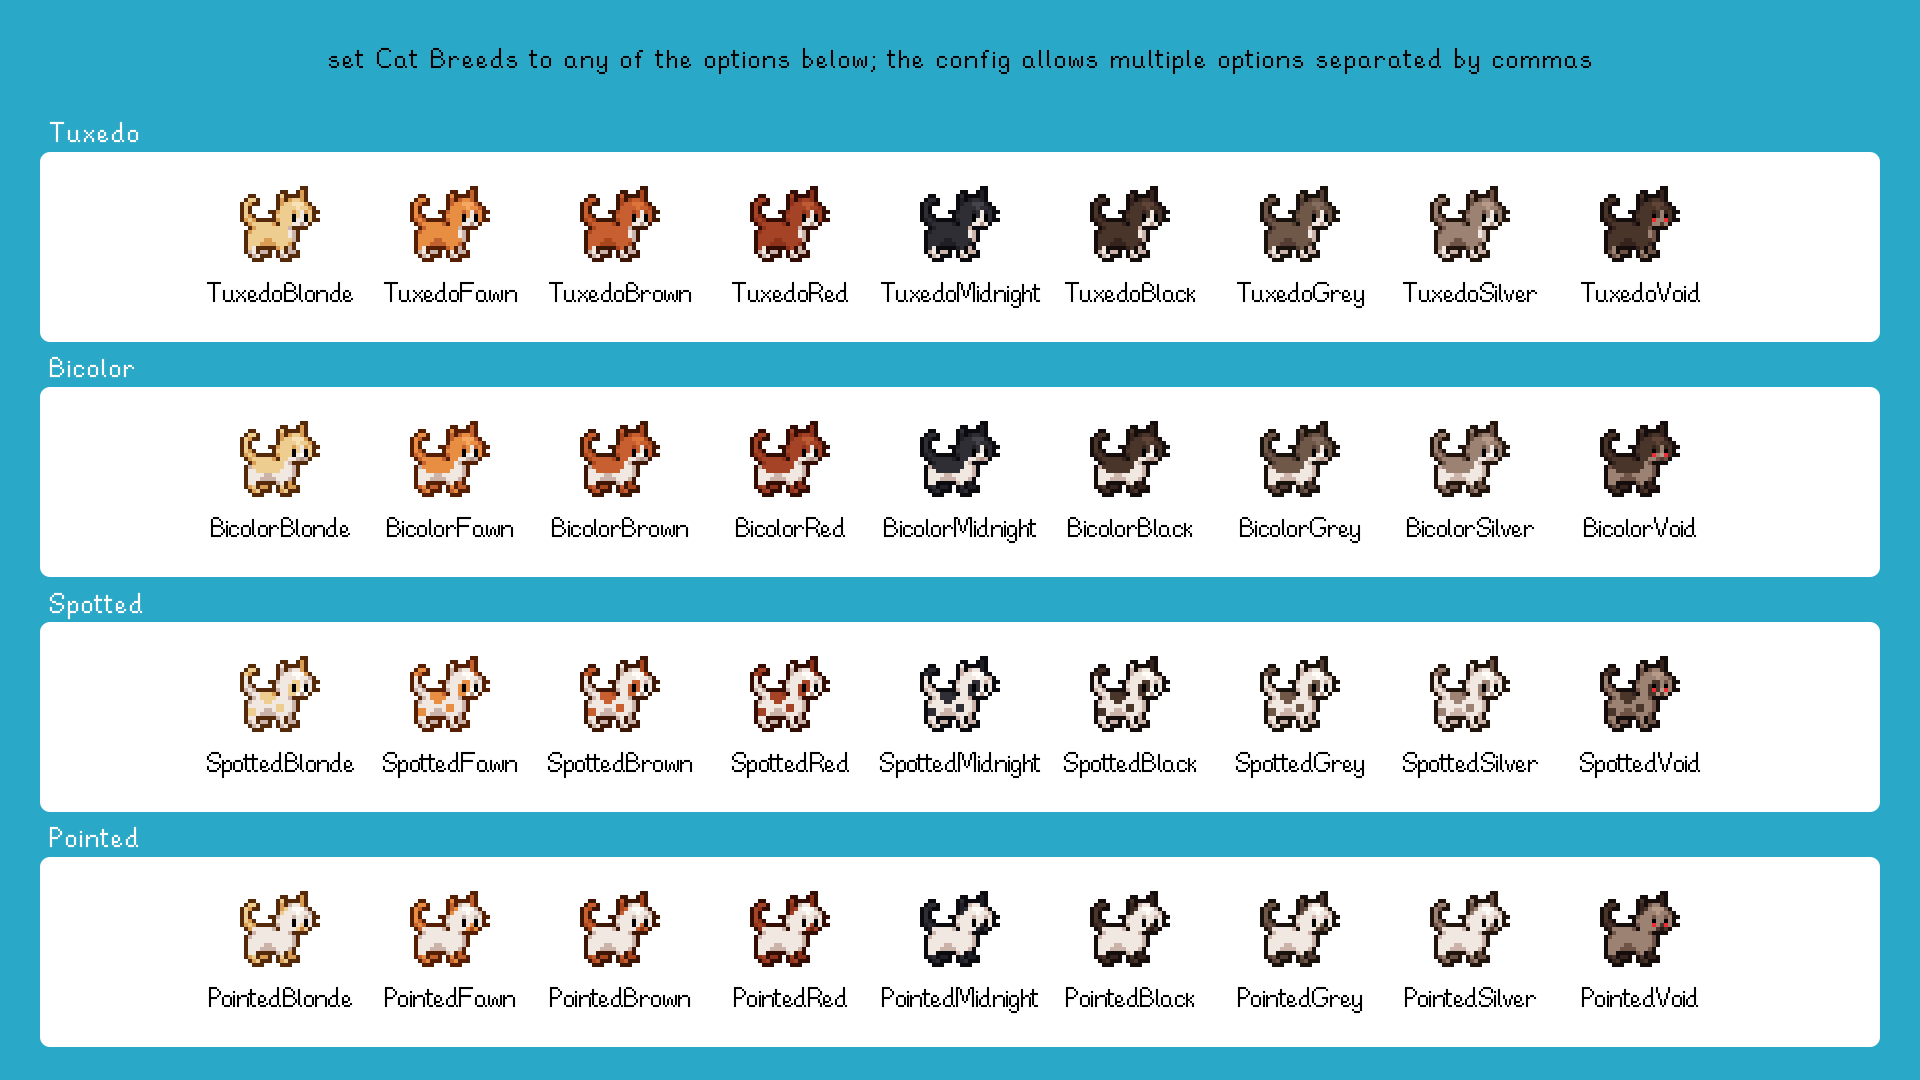 set Cat Breeds to any of the options below; the config allows multiple options separated by commas
Tuxedo
TuxedoBlonde TuxedoFawn TuxedoBrown TuxedoRed TuxedoMidnight TuxedoBlack TuxedoGrey TuxedoSilver TuxedoVoid
Bicolor
BicolorBlonde BicolorFawn BicolorBrown BicolorRed BicolorMidnight BicolorBlack BicolorGrey BicolorSilver BicolorVoid
Spotted
SpottedBlonde SpottedFawn SpottedBrown SpottedRed SpottedMidnight SpottedBlack SpottedGrey SpottedSilver SpottedVoid
Pointed
PointedBlonde PointedFawn PointedBrown PointedRed PointedMidnight PointedBlack PointedGrey PointedSilver PointedVoid